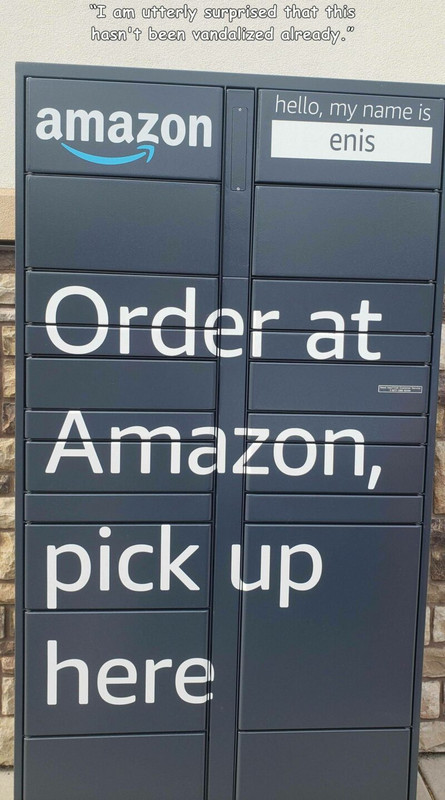 "I am utterly surprised that this
hasn't been vandalized already."
amazon
hello, my name is
enis
Order at
Amazon,
pick up
here